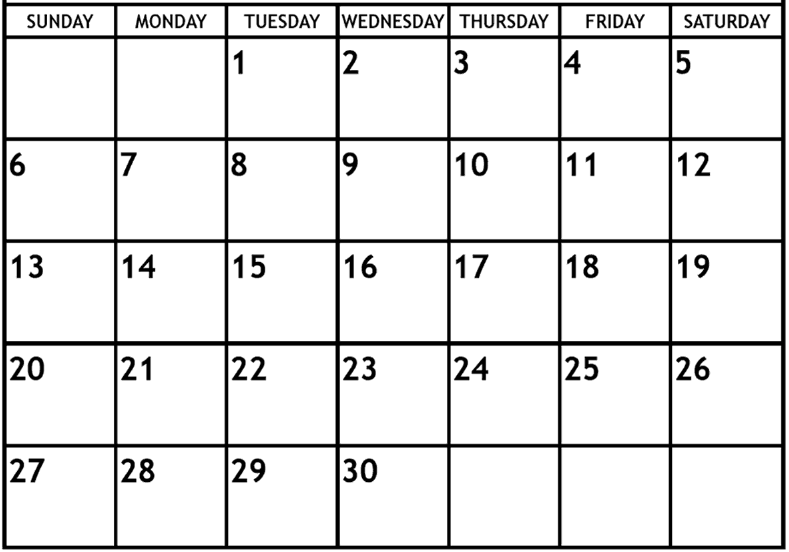 SUNDAY MONDAY TUESDAY WEDNESDAY THURSDAY FRIDAY SATURDAY
1 2 3 4 5
6 7 8 9 10 11 12
13 14 15 16 17 18 19
20 21 22 23 24 25 26
27 28 29 30